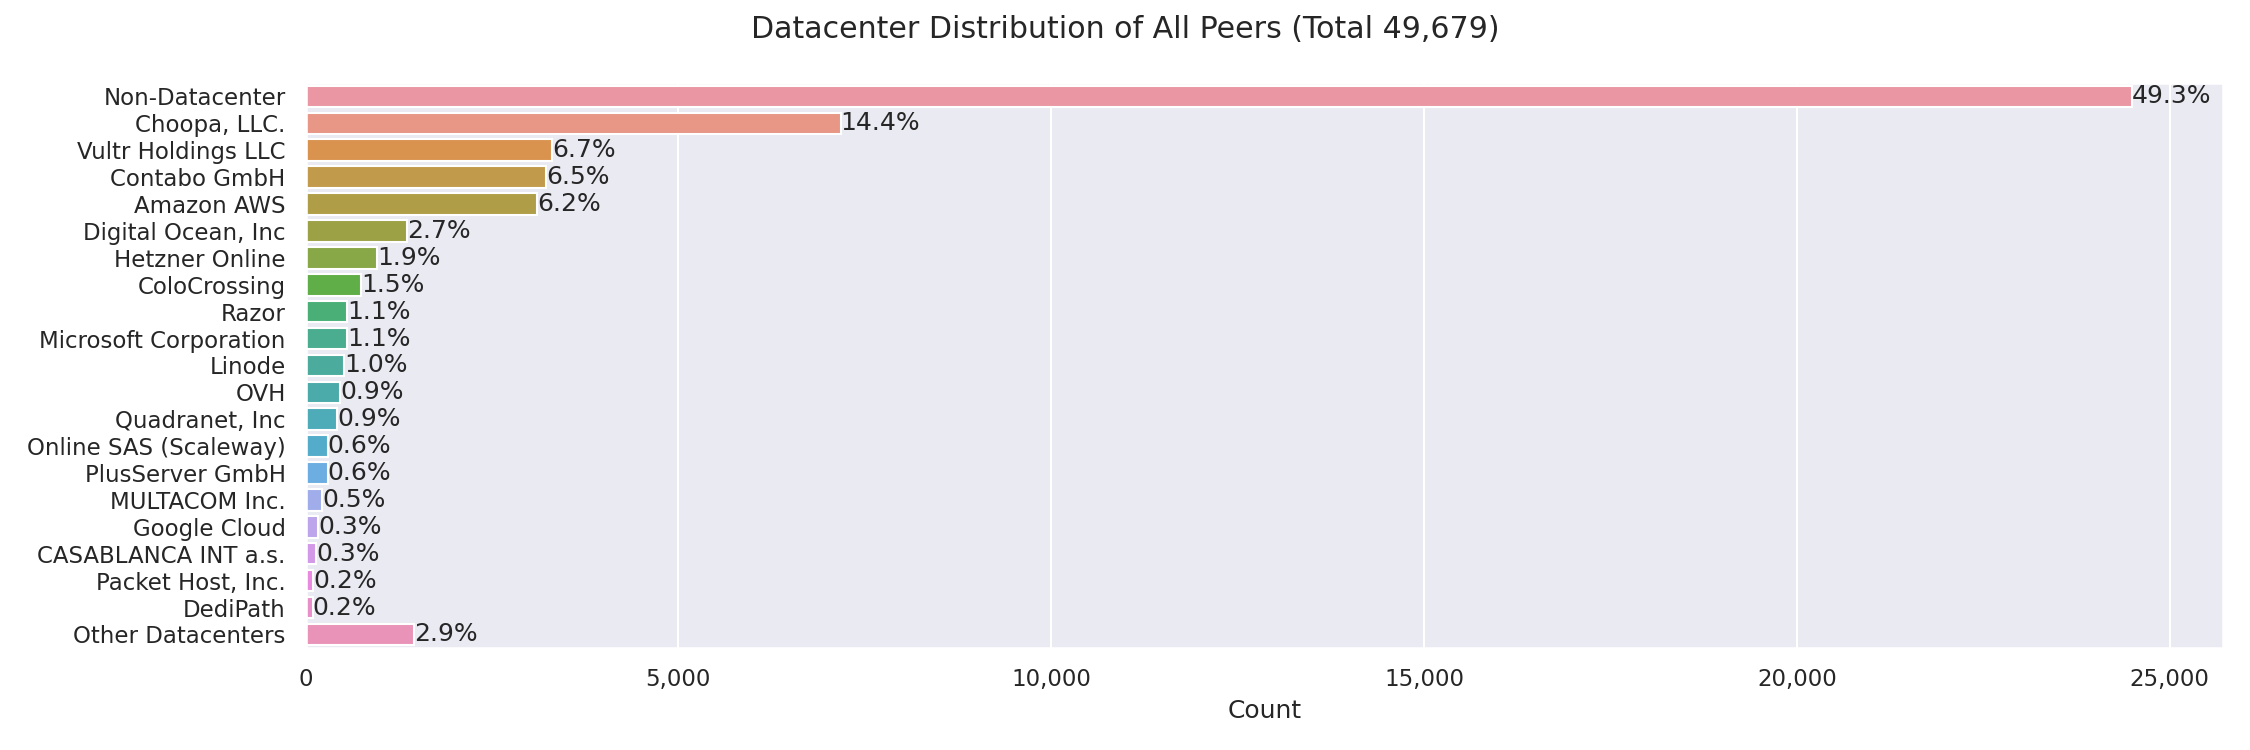 Datacenter Distribution of All Peers (Total 49,679)
Non-Datacenter 49.3%
Choopa, LLC. 14.4%
Vultr Holdings LLC 6.7%
Contabo GmbH 6.5%
Amazon AWS 6.2%
Digital Ocean, Inc 2.7%
Hetzner Online 1.9%
ColoCrossing 1.5%
Razor 1.1%
Microsoft Corporation 1.1%
Linode 1.0%
OVH 0.9%
Quadranet, Inc 0.9%
Online SAS (Scaleway) 0.6%
PlusServer GmbH 0.6%
MULTACOM Inc. 0.5%
Google Cloud 0.3%
CASABLANCA INT a.s. 0.3%
Packet Host, Inc. 0.2%
DediPath 0.2%
Other Datacenters 2.9%
0 5,000 10,000 15,000 20,000 25,000
Count